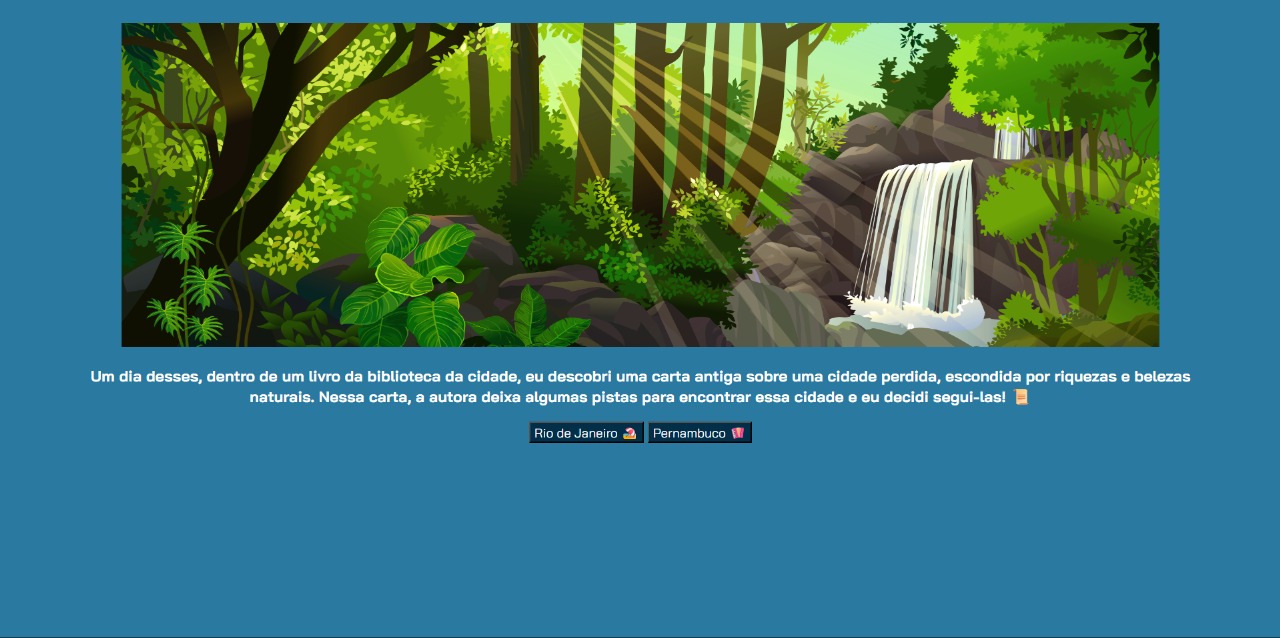 Um dia desses, dentro de um livro da biblioteca da cidade, eu descobri uma carta antiga sobre uma cidade perdida, escondida por riquezas e belezas
naturais. Nessa carta, a autora deixa algumas pistas para encontrar essa cidade e eu decidi segui-las! 📜
Rio de Janeiro 🏖️ Pernambuco 🎟️